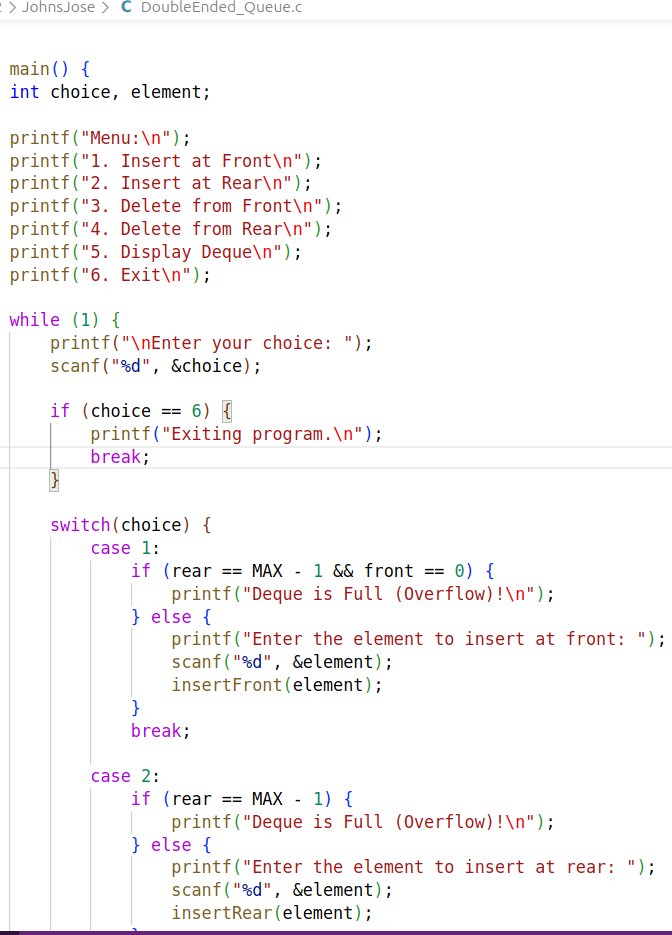 JohnsJose > C DoubleEnded_Queue.c
main() {
int choice, element;
printf("Menu:\n");
printf("1. Insert at Front\n");
printf("2. Insert at Rear\n");
printf("3. Delete from Front\n");
printf("4. Delete from Rear\n");
printf("5. Display Deque\n");
printf("6. Exit\n");
while (1) {
    printf("\nEnter your choice: ");
    scanf("%d", &choice);
    if (choice == 6) {
        printf("Exiting program.\n");
        break;
    }
    switch(choice) {
        case 1:
            if (rear == MAX - 1 && front == 0) {
                printf("Deque is Full (Overflow)!\n");
            } else {
                printf("Enter the element to insert at front: ");
                scanf("%d", &element);
                insertFront(element);
            }
            break;
        case 2:
            if (rear == MAX - 1) {
                printf("Deque is Full (Overflow)!\n");
            } else {
                printf("Enter the element to insert at rear: ");
                scanf("%d", &element);
                insertRear(element);